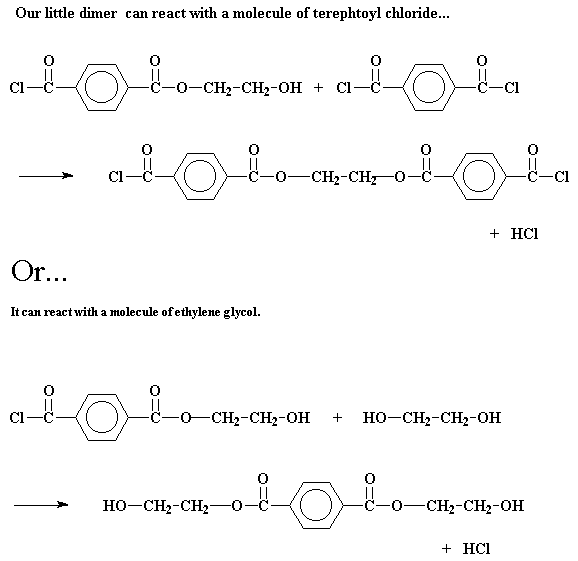 Our little dimer can react with a molecule of terephtoyl chloride...
O O O O
Cl—C C—O—CH2—CH2—OH + Cl—C C—Cl
O O O O
Cl—C C—O—CH2—CH2—O—C C—Cl
+ HCl
Or...
It can react with a molecule of ethylene glycol.
O O
Cl—C C—O—CH2—CH2—OH + HO—CH2—CH2—OH
O O
HO—CH2—CH2—O—C C—O—CH2—CH2—OH
+ HCl